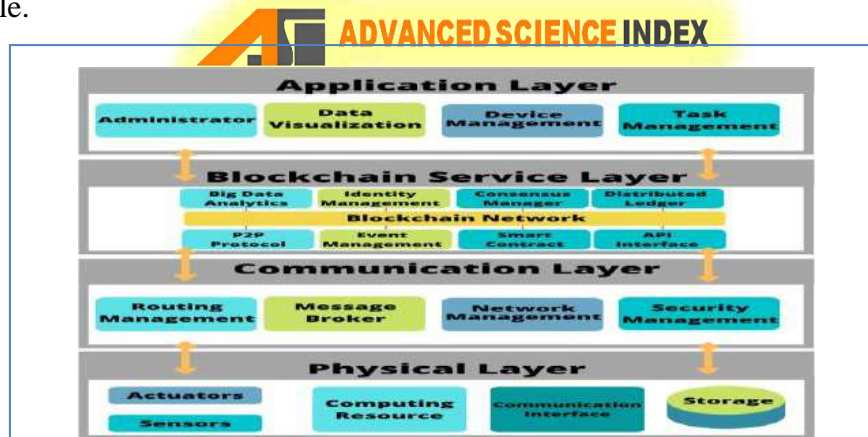 le.
ASI ADVANCED SCIENCE INDEX
Application Layer
Administrator
Data
Visualization
Device
Management
Task
Management
Blockchain Service Layer
Big Data
Analytics
Identity
Management
Consensus
Manager
Distributed
Ledger
Blockchain Network
P2P
Protocol
Event
Management
Smart
Contract
API
Interface
Communication Layer
Routing
Management
Message
Broker
Network
Management
Security
Management
Physical Layer
Actuators
Sensors
Computing
Resource
Communication
Interface
Storage